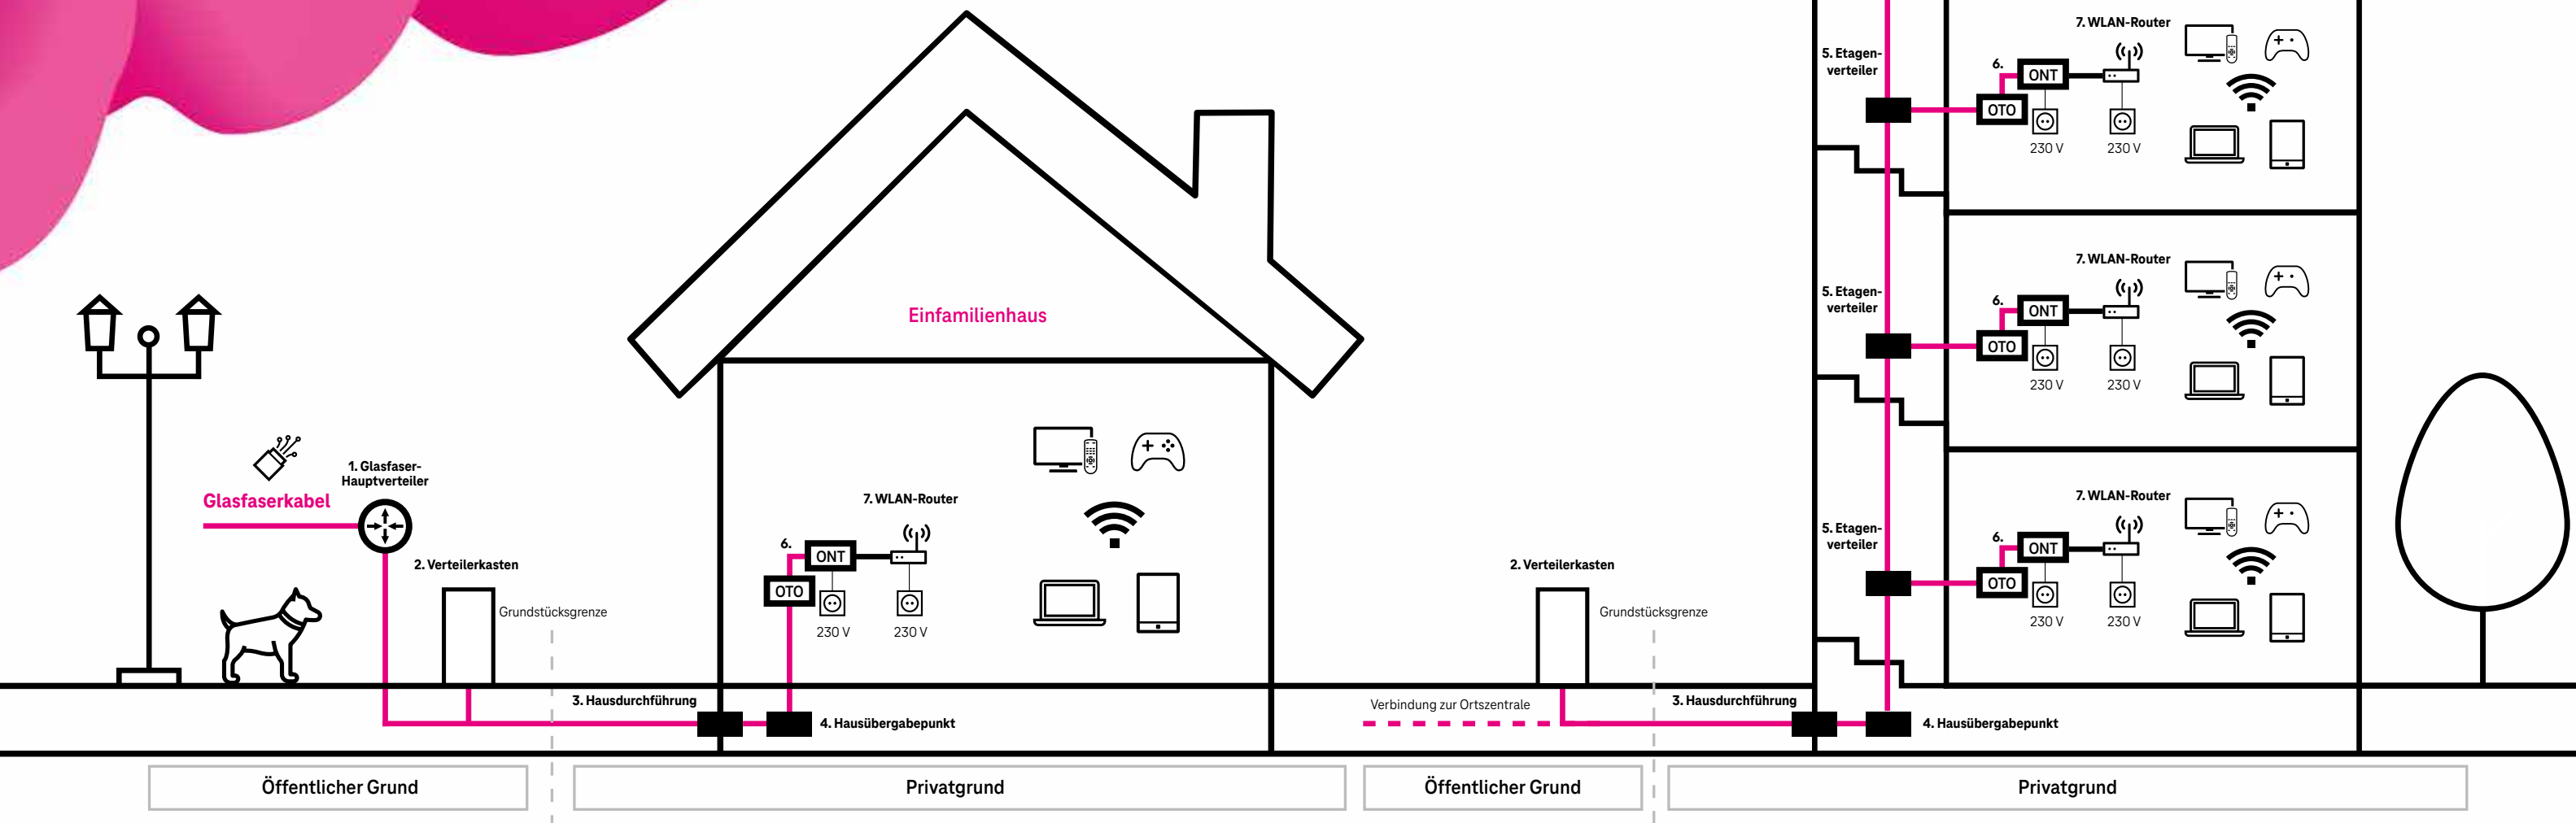 Glasfaserkabel
1. Glasfaser-
Hauptverteiler
2. Verteilerkasten
Grundstücksgrenze
3. Hausdurchführung
4. Hausübergabepunkt
Einfamilienhaus
7. WLAN-Router
6.
ONT
OTO
230 V
230 V
Verbindung zur Ortszentrale
2. Verteilerkasten
Grundstücksgrenze
3. Hausdurchführung
4. Hausübergabepunkt
5. Etagen-
verteiler
7. WLAN-Router
6.
ONT
OTO
230 V
230 V
5. Etagen-
verteiler
7. WLAN-Router
6.
ONT
OTO
230 V
230 V
5. Etagen-
verteiler
7. WLAN-Router
6.
ONT
OTO
230 V
230 V
Öffentlicher Grund
Privatgrund
Öffentlicher Grund
Privatgrund